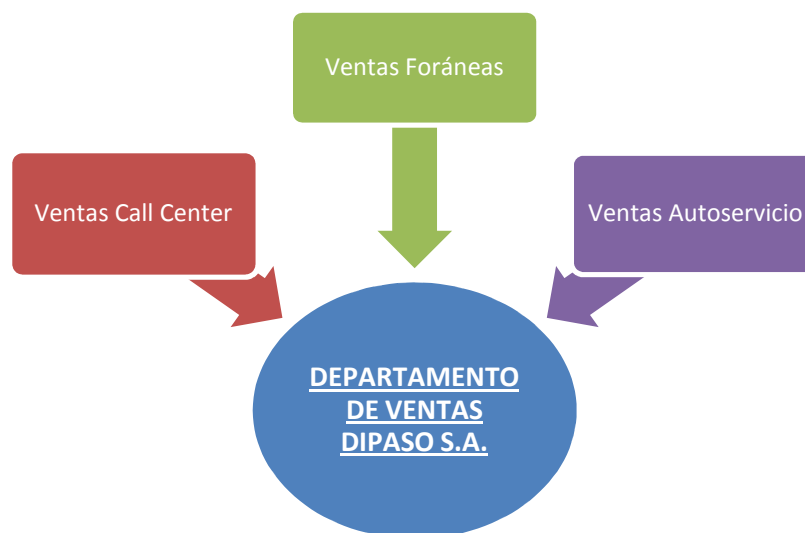 Ventas Foráneas
Ventas Call Center
Ventas Autoservicio
DEPARTAMENTO
DE VENTAS
DIPASO S.A.